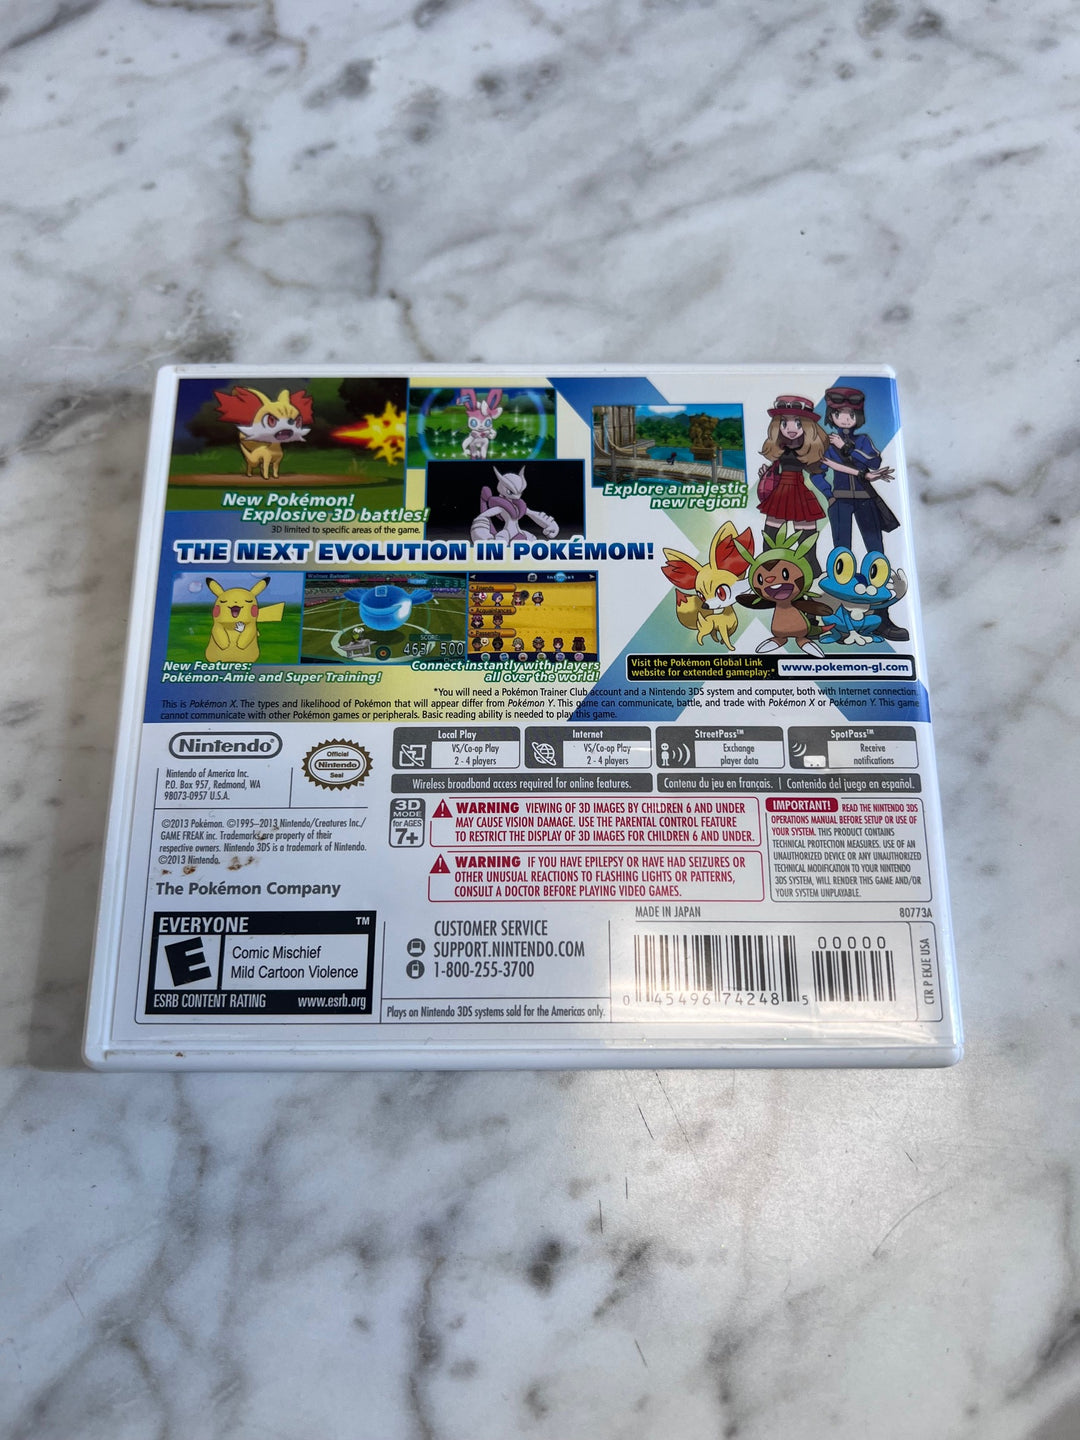 New Pokémon!
Explosive 3D battles!
3D limited to specific areas of the game.
Explore a majestic
new region!
THE NEXT EVOLUTION IN POKÉMON!
SCORE:
463/500
Internet
Friends
Acquaintances
Passersby
New Features:
Pokémon-Amie and Super Training!
Connect instantly with players
all over the world!
Visit the Pokémon Global Link
website for extended gameplay:*
www.pokemon-gl.com
*You will need a Pokémon Trainer Club account and a Nintendo 3DS system and computer, both with Internet connection.
This is Pokémon X. The types and likelihood of Pokémon that will appear differ from Pokémon Y. This game can communicate, battle, and trade with Pokémon X or Pokémon Y. This game
cannot communicate with other Pokémon games or peripherals. Basic reading ability is needed to play this game.
Nintendo®
Nintendo of America Inc.
P.O. Box 957, Redmond, WA
98073-0957 U.S.A.
Official
Nintendo
Seal
Local Play
VS/Co-op Play
2 - 4 players
Internet
VS/Co-op Play
2 - 4 players
StreetPass™
Exchange
player data
SpotPass™
Receive
notifications
Wireless broadband access required for online features.
Contenu du jeu en français.
Contenido del juego en español.
©2013 Pokémon. ©1995–2013 Nintendo/Creatures Inc./
GAME FREAK inc. Trademarks are property of their
respective owners. Nintendo 3DS is a trademark of Nintendo.
©2013 Nintendo.
The Pokémon Company
3D
MODE
for AGES
7+
WARNING VIEWING OF 3D IMAGES BY CHILDREN 6 AND UNDER
MAY CAUSE VISION DAMAGE. USE THE PARENTAL CONTROL FEATURE
TO RESTRICT THE DISPLAY OF 3D IMAGES FOR CHILDREN 6 AND UNDER.
WARNING IF YOU HAVE EPILEPSY OR HAVE HAD SEIZURES OR
OTHER UNUSUAL REACTIONS TO FLASHING LIGHTS OR PATTERNS,
CONSULT A DOCTOR BEFORE PLAYING VIDEO GAMES.
IMPORTANT! READ THE NINTENDO 3DS
OPERATIONS MANUAL BEFORE SETUP OR USE OF
YOUR SYSTEM. THIS PRODUCT CONTAINS
TECHNICAL PROTECTION MEASURES. USE OF AN
UNAUTHORIZED DEVICE OR ANY UNAUTHORIZED
TECHNICAL MODIFICATION TO YOUR NINTENDO
3DS SYSTEM, WILL RENDER THIS GAME AND/OR
YOUR SYSTEM UNPLAYABLE.
EVERYONE ™
E
Comic Mischief
Mild Cartoon Violence
ESRB CONTENT RATING www.esrb.org
CUSTOMER SERVICE
SUPPORT.NINTENDO.COM
1-800-255-3700
Plays on Nintendo 3DS systems sold for the Americas only.
MADE IN JAPAN
80773A
00000
0 45496 74248 5
CTR P EKJE USA